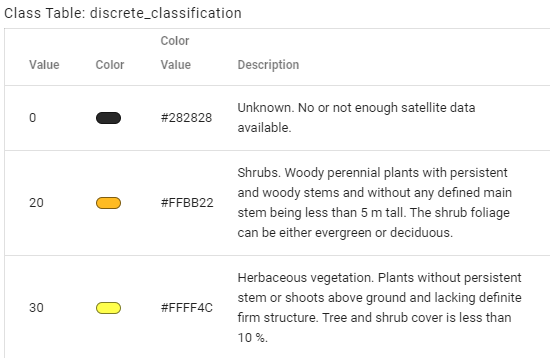 Class Table: discrete_classification
Color
Value Color Value Description
Unknown. No or not enough satellite data
0 #282828
available.
Shrubs. Woody perennial plants with persistent
and woody stems and without any defined main
20 #FFBB22
stem being less than 5 m tall. The shrub foliage
can be either evergreen or deciduous.
Herbaceous vegetation. Plants without persistent
stem or shoots above ground and lacking definite
30 #FFFF4C
firm structure. Tree and shrub cover is less than
10 %.